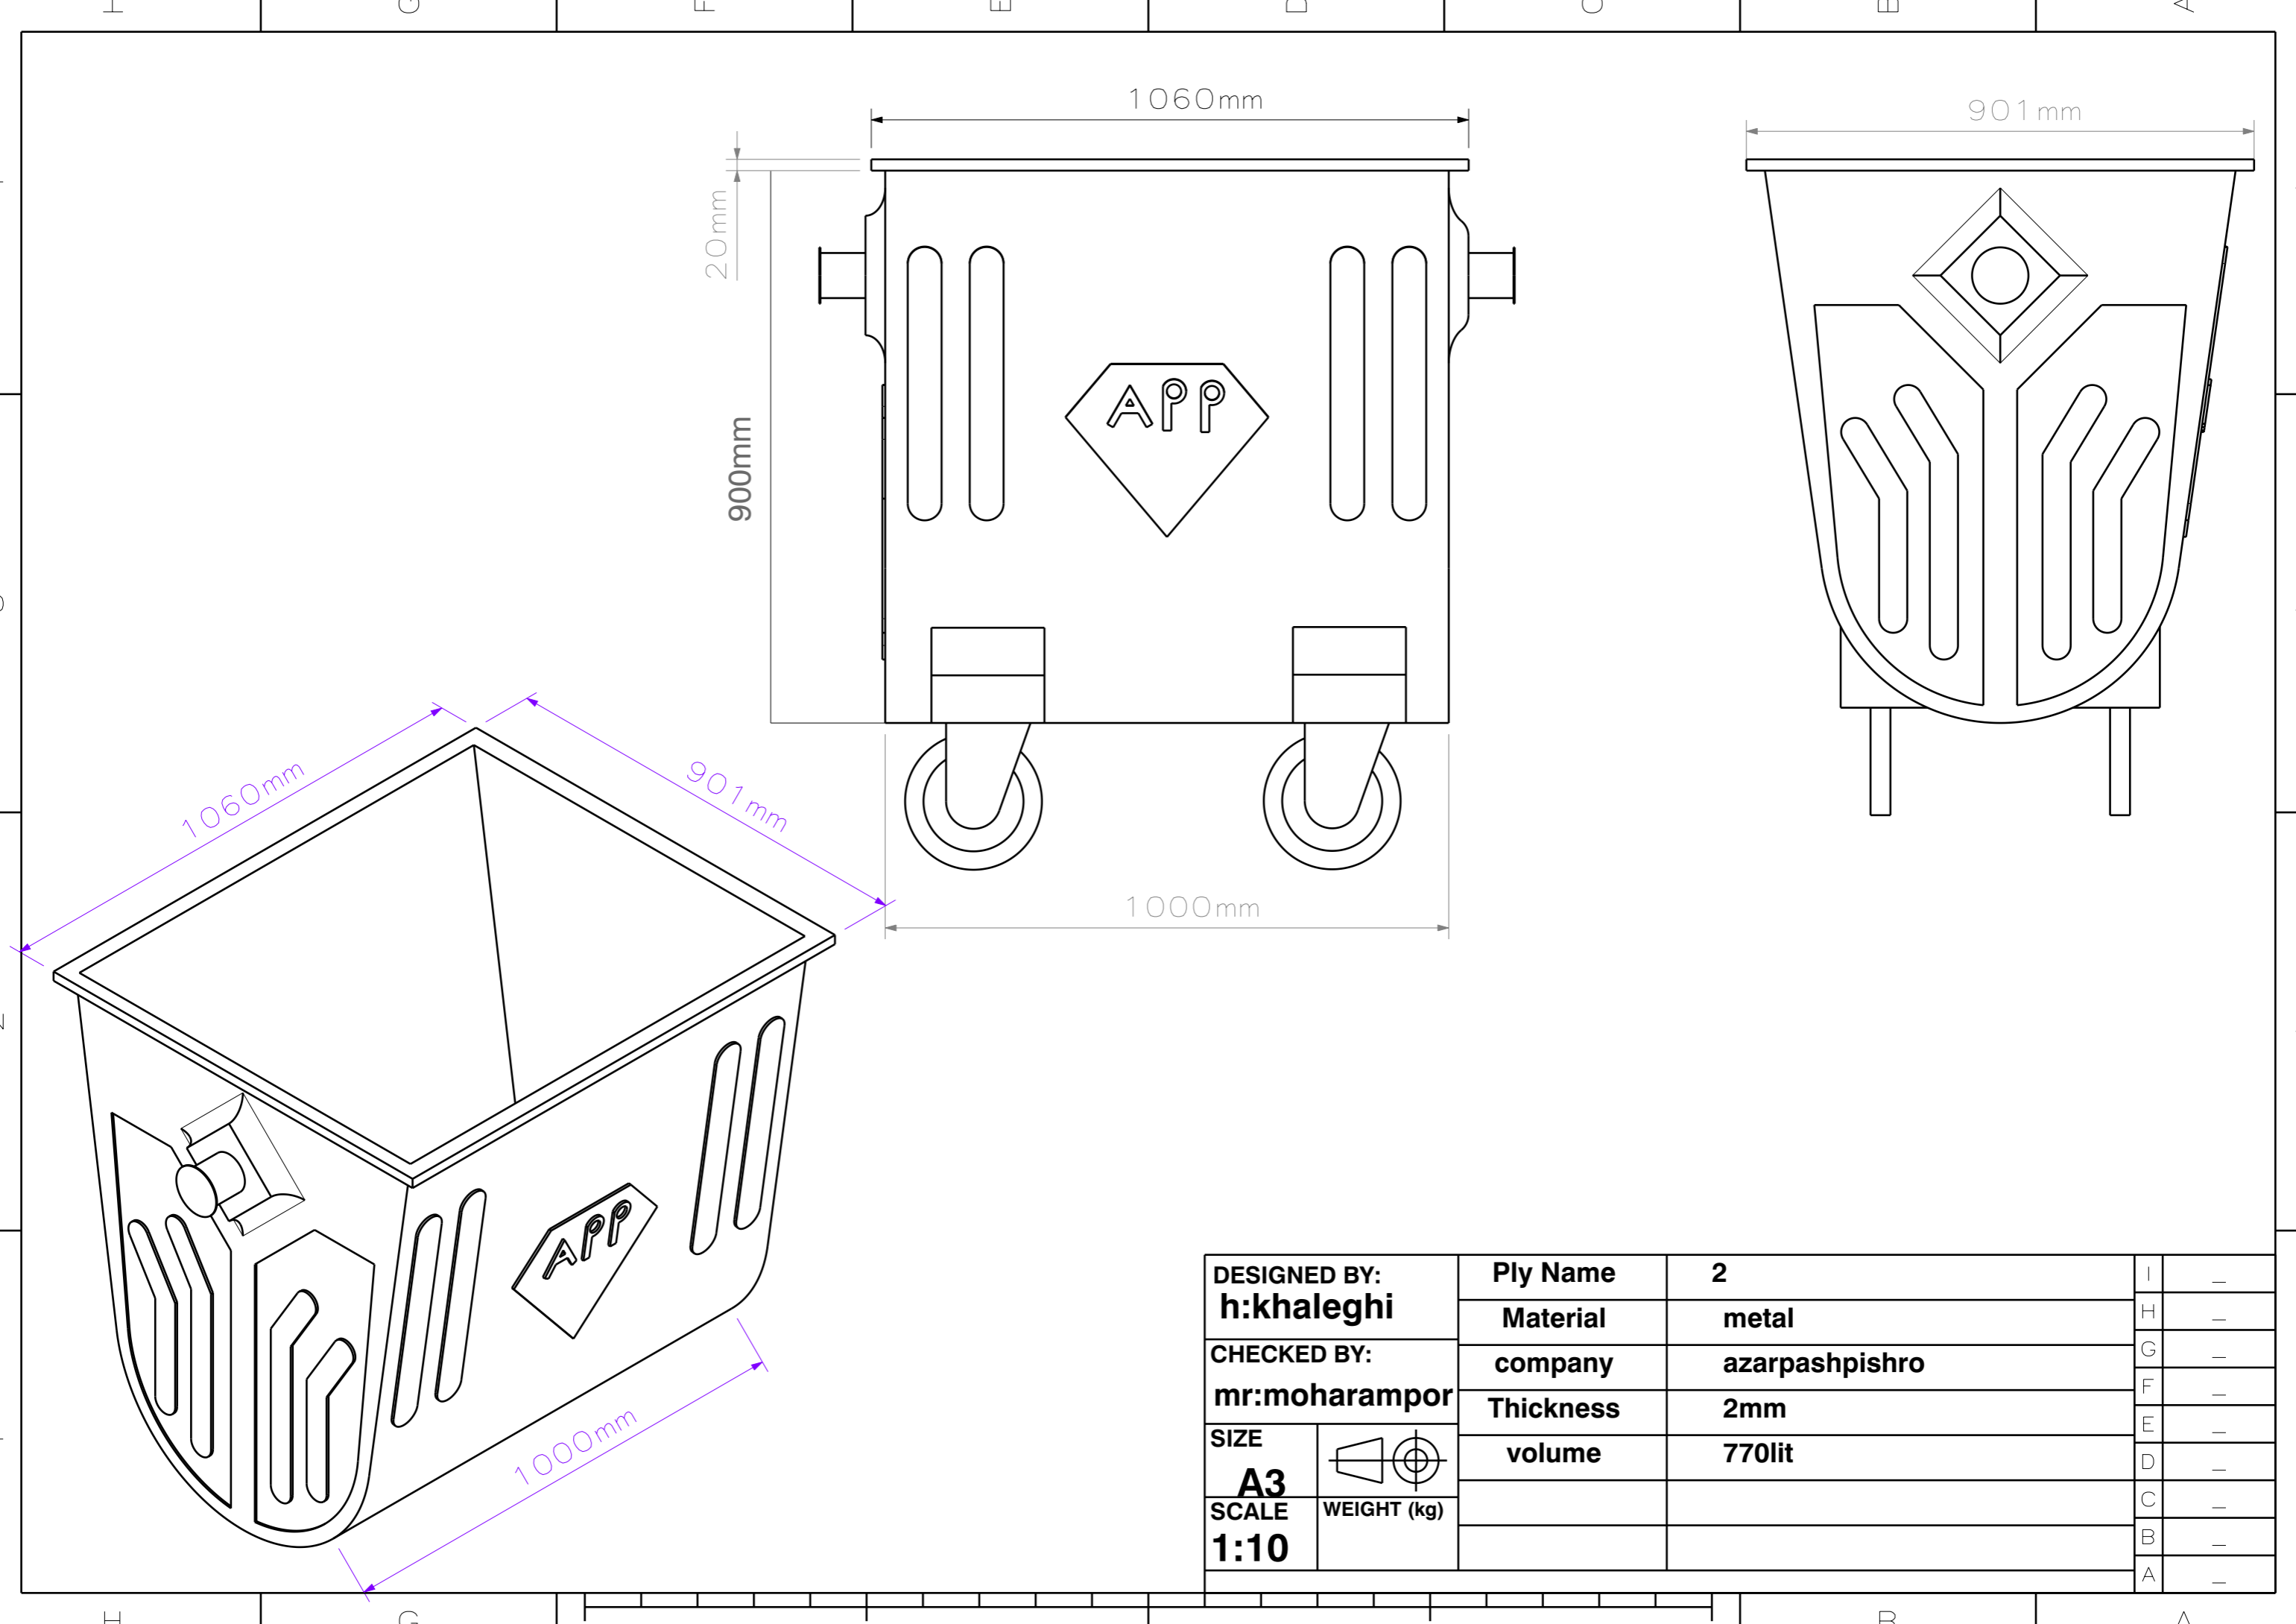 H G F E D C B A
1060mm
901mm
20mm
900mm
APP
1000mm
1060mm
901mm
APP
1000mm
DESIGNED BY:
h:khaleghi
CHECKED BY:
mr:moharampor
SIZE
A3
SCALE
1:10
WEIGHT (kg)
Ply Name 2
Material metal
company azarpashpishro
Thickness 2mm
volume 770lit
I _
H _
G _
F _
E _
D _
C _
B _
A _
H G B A